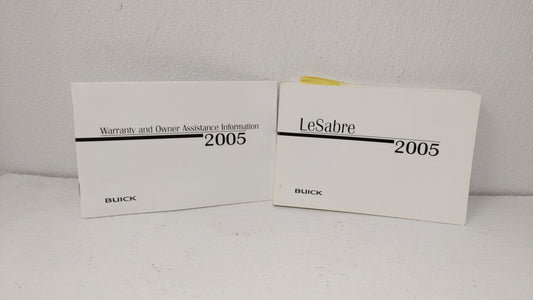 Warranty and Owner Assistance Information
2005
BUICK
LeSabre
2005
BUICK